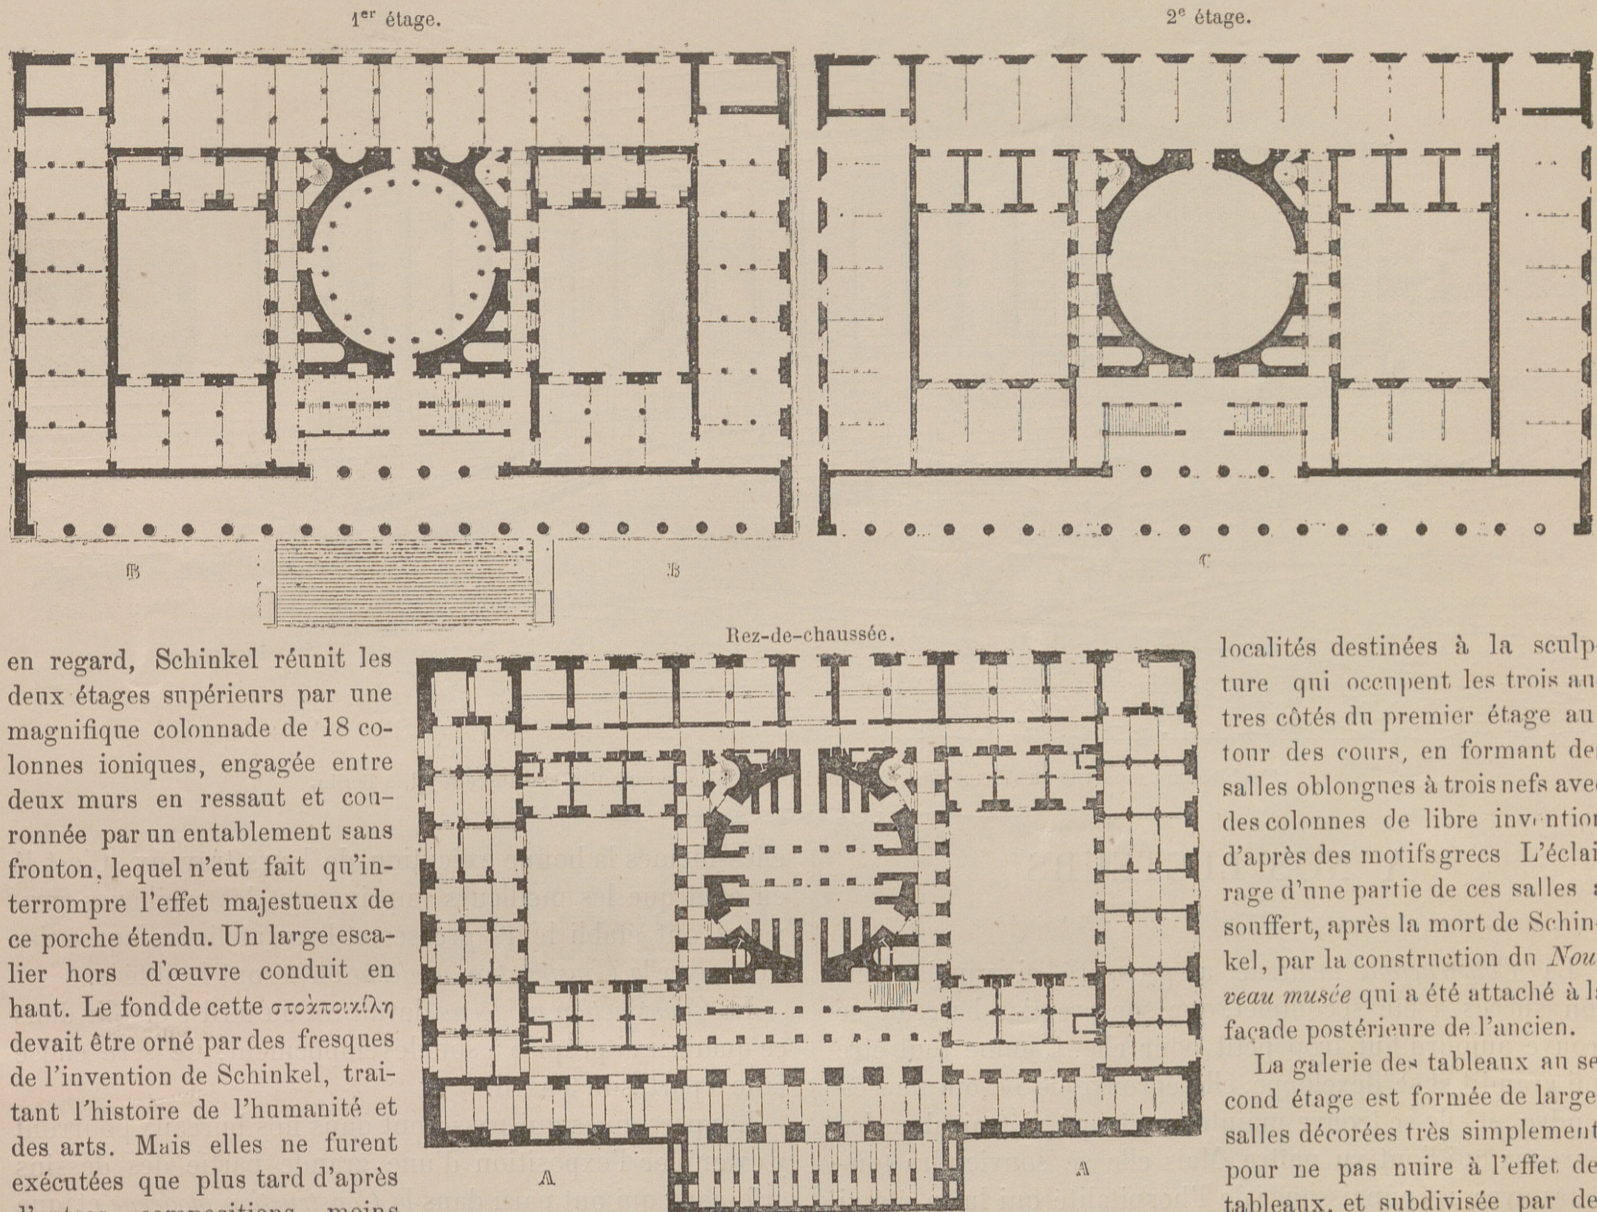 1er étage.
2e étage.
B
B
C
Rez-de-chaussée.
en regard, Schinkel réunit les
deux étages supérieurs par une
magnifique colonnade de 18 co-
lonnes ioniques, engagée entre
deux murs en ressaut et cou-
ronnée par un entablement sans
fronton, lequel n'eut fait qu'in-
terrompre l'effet majestueux de
ce porche étendu. Un large esca-
lier hors d'œuvre conduit en
haut. Le fond de cette στοὰ ποικίλη
devait être orné par des fresques
de l'invention de Schinkel, trai-
tant l'histoire de l'humanité et
des arts. Mais elles ne furent
exécutées que plus tard d'après
A
A
localités destinées à la sculp-
ture qui occupent les trois au
tres côtés du premier étage au
tour des cours, en formant de
salles oblongues à trois nefs ave
des colonnes de libre invention
d'après des motifs grecs L'éclai
rage d'une partie de ces salles a
souffert, après la mort de Schin-
kel, par la construction du Nou
veau musée qui a été attaché à la
façade postérieure de l'ancien.
La galerie des tableaux au se
cond étage est formée de large
salles décorées très simplement
pour ne pas nuire à l'effet de
tableaux, et subdivisée par de